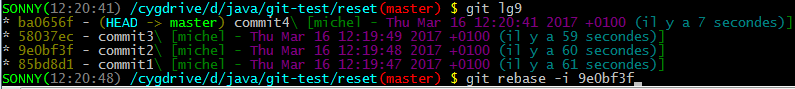 SONNY(12:20:41) /cygdrive/d/java/git-test/reset(master) $ git lg9
* ba0656f - (HEAD -> master) commit4\ [michel - Thu Mar 16 12:20:41 2017 +0100 (il y a 7 secondes)]
* 58037ec - commit3\ [michel - Thu Mar 16 12:19:49 2017 +0100 (il y a 59 secondes)]
* 9e0bf3f - commit2\ [michel - Thu Mar 16 12:19:48 2017 +0100 (il y a 60 secondes)]
* 85bd8d1 - commit1\ [michel - Thu Mar 16 12:19:47 2017 +0100 (il y a 61 secondes)]
SONNY(12:20:48) /cygdrive/d/java/git-test/reset(master) $ git rebase -i 9e0bf3f